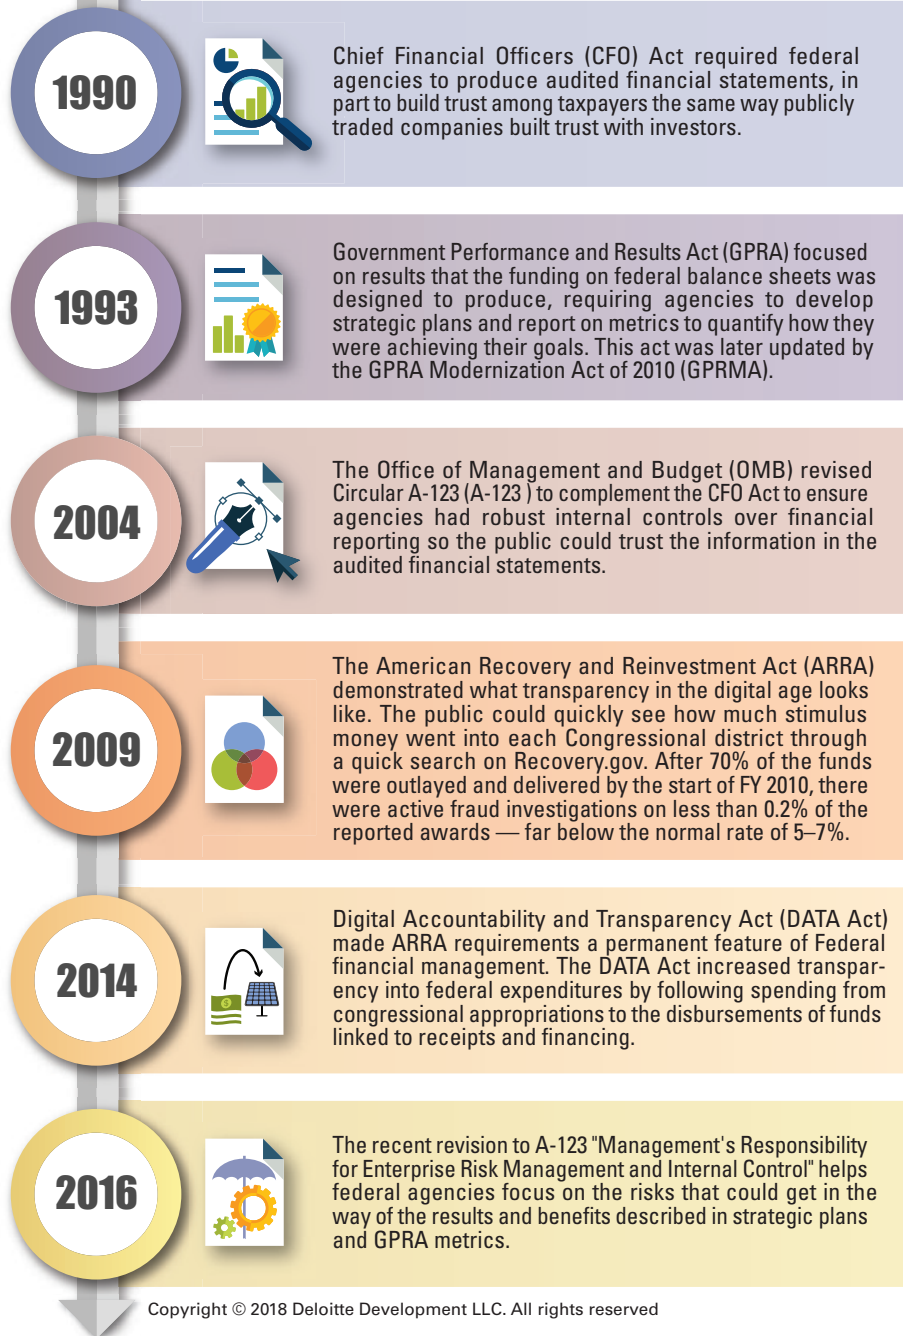 1990
Chief Financial Officers (CFO) Act required federal
agencies to produce audited financial statements, in
part to build trust among taxpayers the same way publicly
traded companies built trust with investors.
1993
Government Performance and Results Act (GPRA) focused
on results that the funding on federal balance sheets was
designed to produce, requiring agencies to develop
strategic plans and report on metrics to quantify how they
were achieving their goals. This act was later updated by
the GPRA Modernization Act of 2010 (GPRMA).
2004
The Office of Management and Budget (OMB) revised
Circular A-123 (A-123 ) to complement the CFO Act to ensure
agencies had robust internal controls over financial
reporting so the public could trust the information in the
audited financial statements.
2009
The American Recovery and Reinvestment Act (ARRA)
demonstrated what transparency in the digital age looks
like. The public could quickly see how much stimulus
money went into each Congressional district through
a quick search on Recovery.gov. After 70% of the funds
were outlayed and delivered by the start of FY 2010, there
were active fraud investigations on less than 0.2% of the
reported awards — far below the normal rate of 5–7%.
2014
$
Digital Accountability and Transparency Act (DATA Act)
made ARRA requirements a permanent feature of Federal
financial management. The DATA Act increased transpar-
ency into federal expenditures by following spending from
congressional appropriations to the disbursements of funds
linked to receipts and financing.
2016
The recent revision to A-123 "Management's Responsibility
for Enterprise Risk Management and Internal Control" helps
federal agencies focus on the risks that could get in the
way of the results and benefits described in strategic plans
and GPRA metrics.
Copyright © 2018 Deloitte Development LLC. All rights reserved